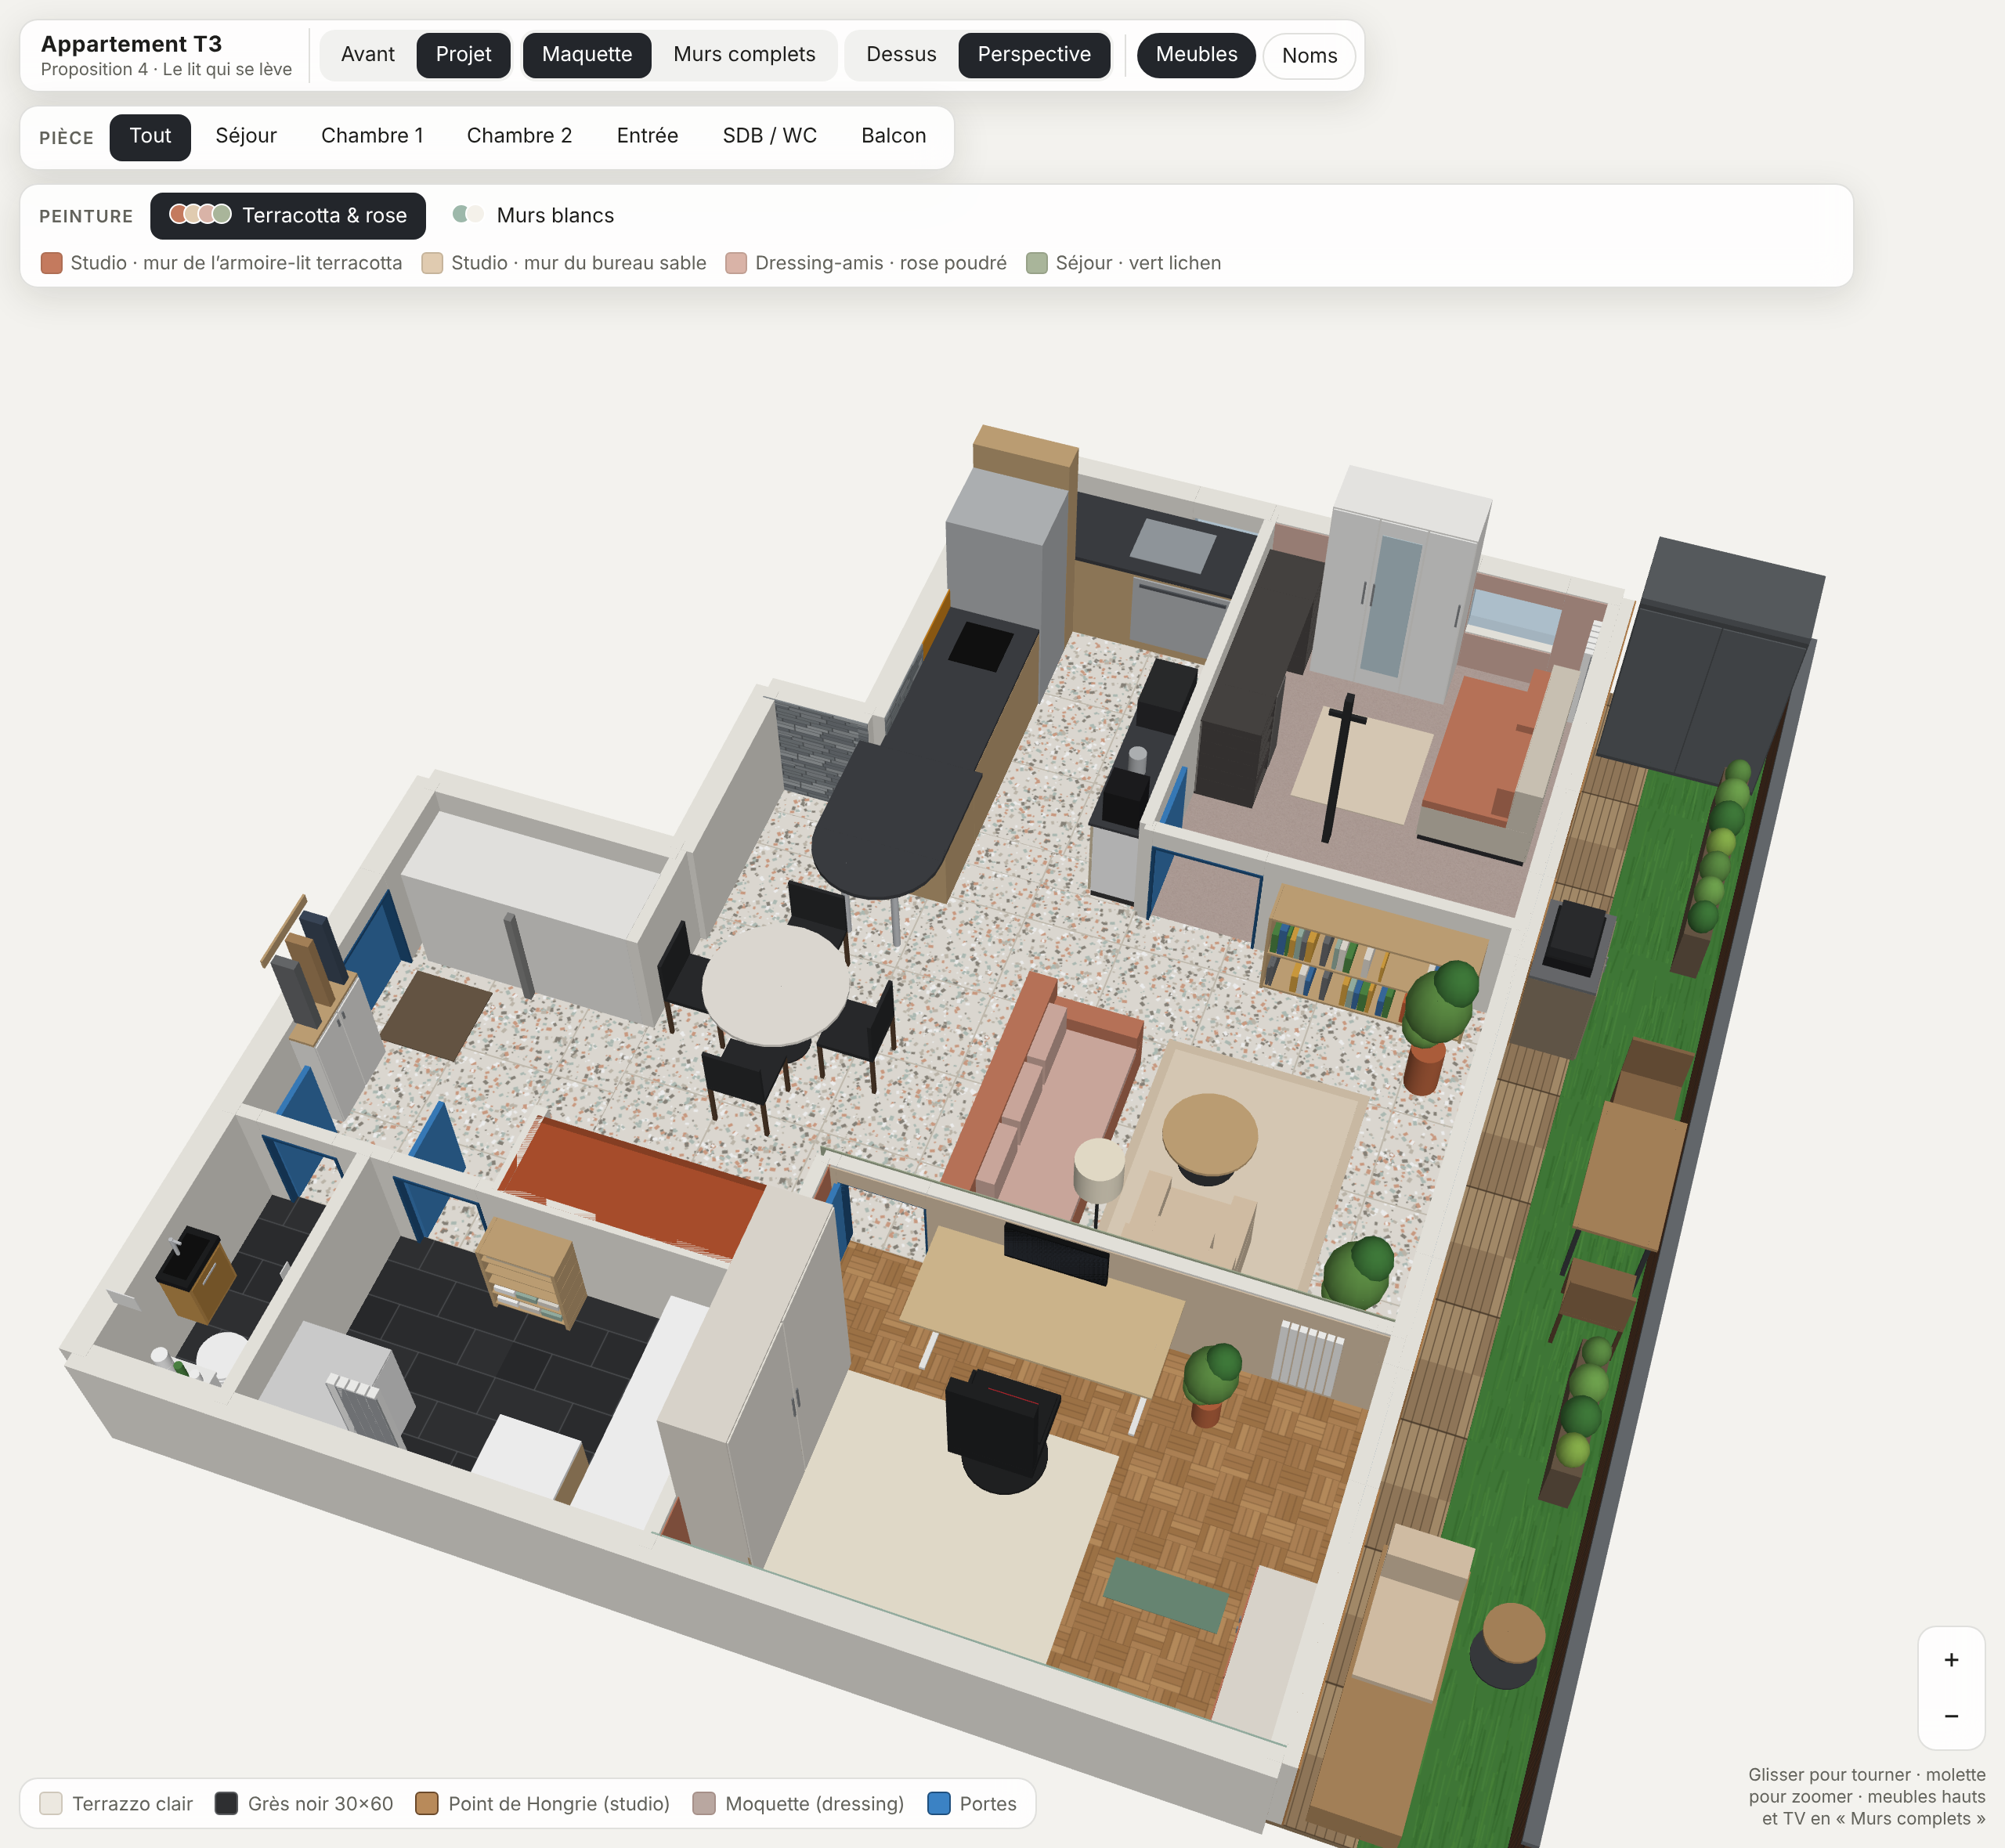 Appartement T3
Proposition 4 · Le lit qui se lève
Avant Projet Maquette Murs complets Dessus Perspective Meubles Noms
PIÈCE Tout Séjour Chambre 1 Chambre 2 Entrée SDB / WC Balcon
PEINTURE Terracotta & rose Murs blancs
Studio · mur de l’armoire-lit terracotta Studio · mur du bureau sable Dressing-amis · rose poudré Séjour · vert lichen
+
−
Glisser pour tourner · molette
pour zoomer · meubles hauts
et TV en « Murs complets »
Terrazzo clair Grès noir 30×60 Point de Hongrie (studio) Moquette (dressing) Portes